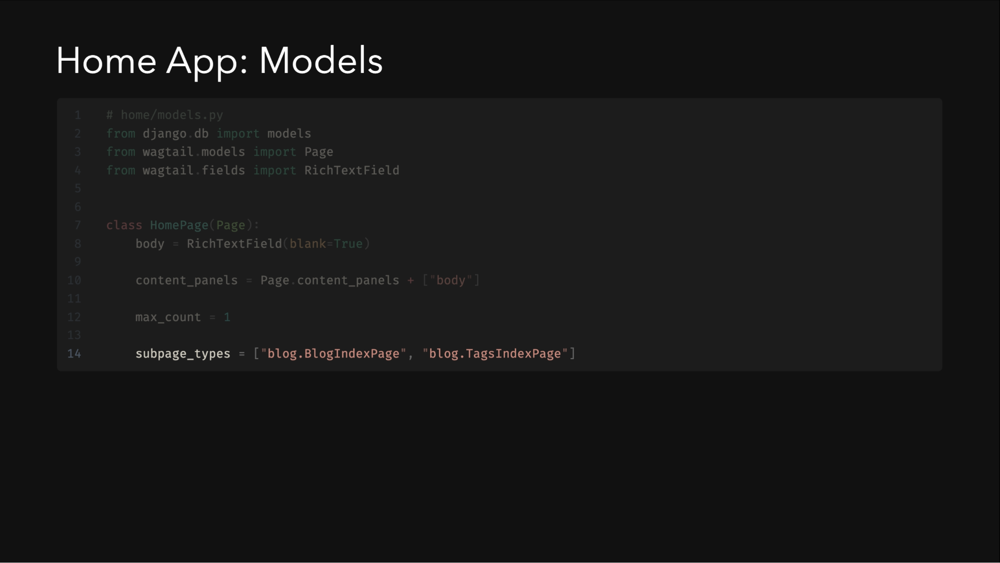 Home App: Models
1 # home/models.py
2 from django.db import models
3 from wagtail.models import Page
4 from wagtail.fields import RichTextField
5
6
7 class HomePage(Page):
8     body = RichTextField(blank=True)
9
10     content_panels = Page.content_panels + ["body"]
11
12     max_count = 1
13
14     subpage_types = ["blog.BlogIndexPage", "blog.TagsIndexPage"]